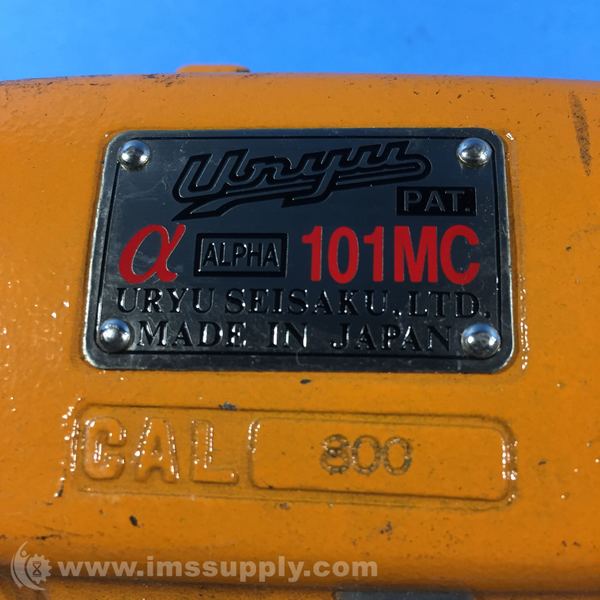 Uryu
PAT.
α ALPHA 101MC
URYU SEISAKU, LTD.
MADE IN JAPAN
CAL 800
www.imssupply.com